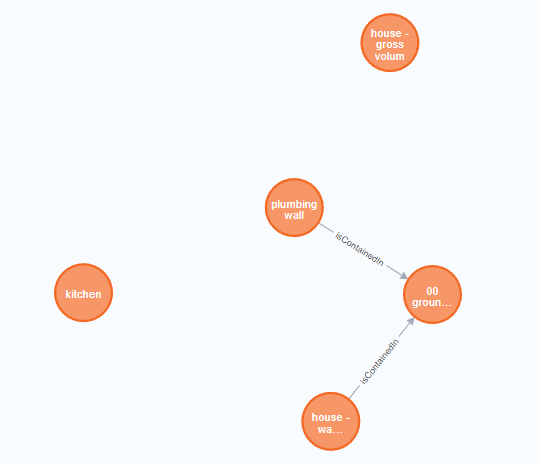 house -
gross
volum
plumbing
wall
isContainedIn
kitchen
00
groun...
isContainedIn
house -
wa...